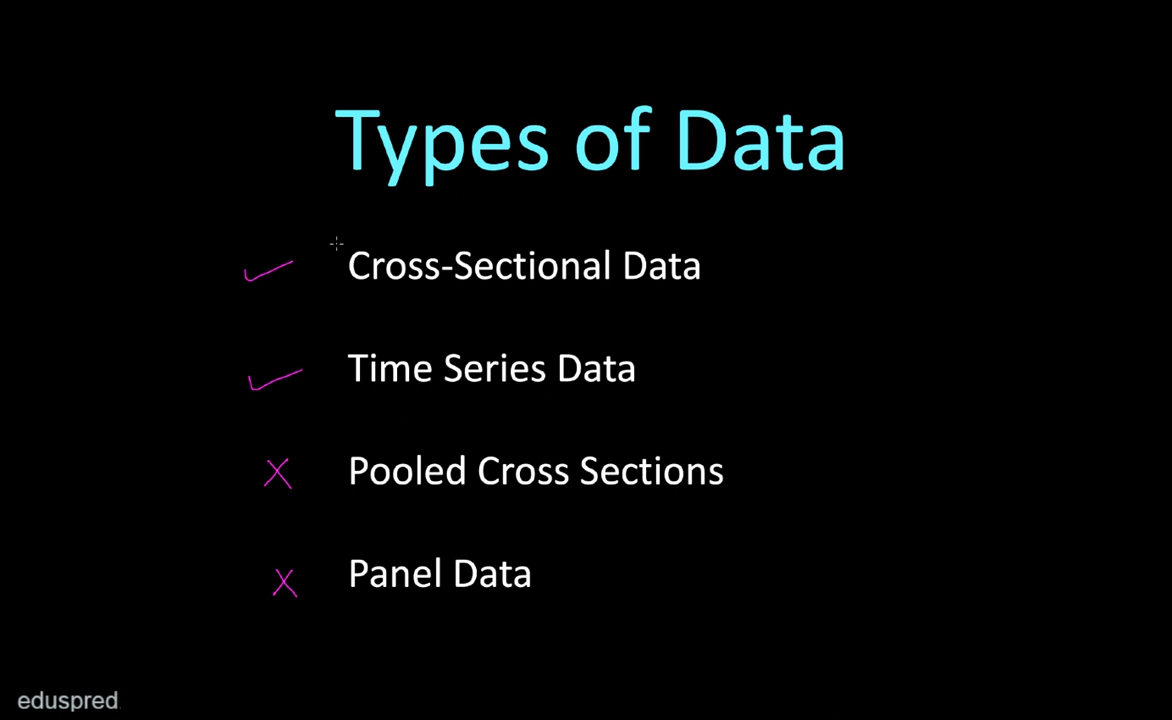 Types of Data
Cross-Sectional Data
Time Series Data
Pooled Cross Sections
Panel Data
eduspred.